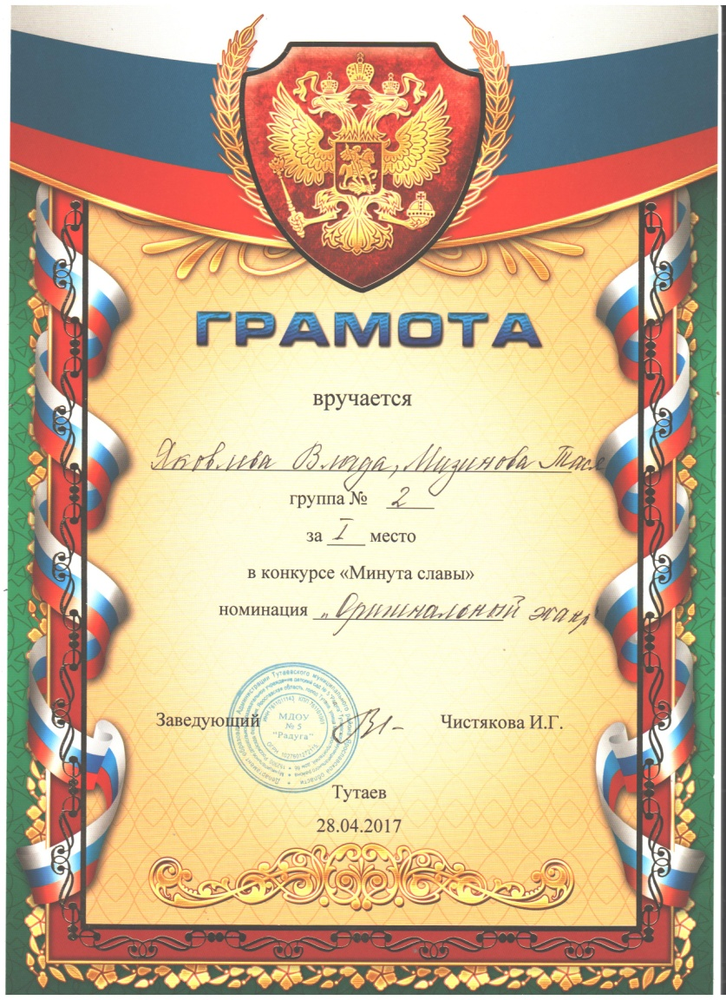 ГРАМОТА
вручается
Яковлева Влада, Мизинова Тася
группа № 2
за I место
в конкурсе «Минута славы»
номинация „Оригинальный жанр"
Заведующий
Чистякова И.Г.
МДОУ
№ 5
"Радуга"
Тутаев
28.04.2017